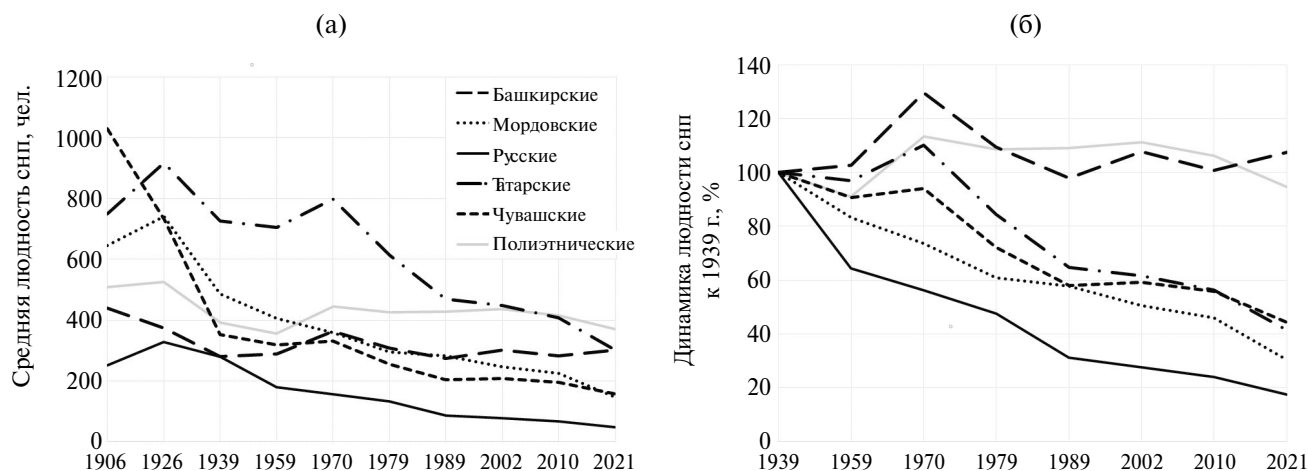 (а)
Средняя людность снп, чел.
1200
1000
800
600
400
200
0
1906 1926 1939 1959 1970 1979 1989 2002 2010 2021
Башкирские
Мордовские
Русские
Татарские
Чувашские
Полиэтнические
(б)
Динамика людности снп
к 1939 г., %
140
120
100
80
60
40
20
0
1939 1959 1970 1979 1989 2002 2010 2021